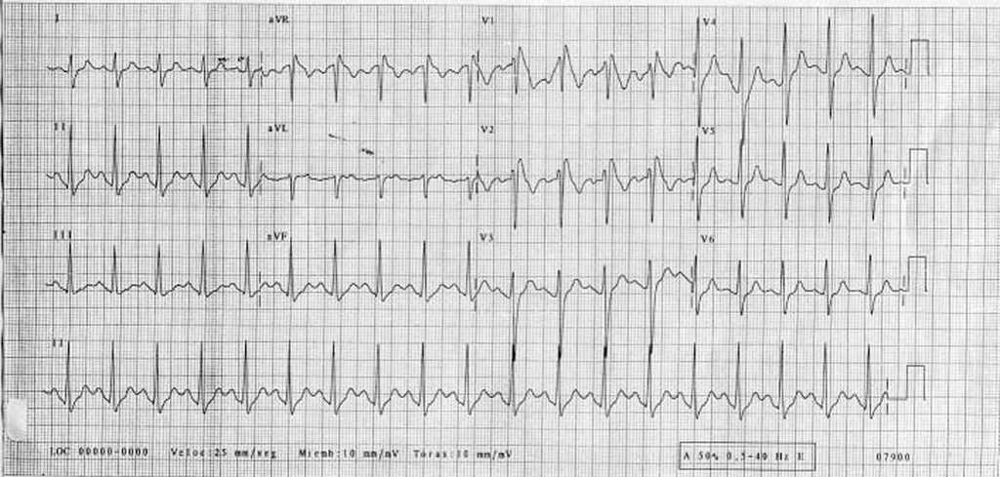 I aVR V1 V4
II aVL V2 V5
III aVF V3 V6
II
LOC 00000-0000 Veloc:25 mm/seg Miemb:10 mm/mV Torax:10 mm/mV A 50% 0.5-40 Hz E 07900